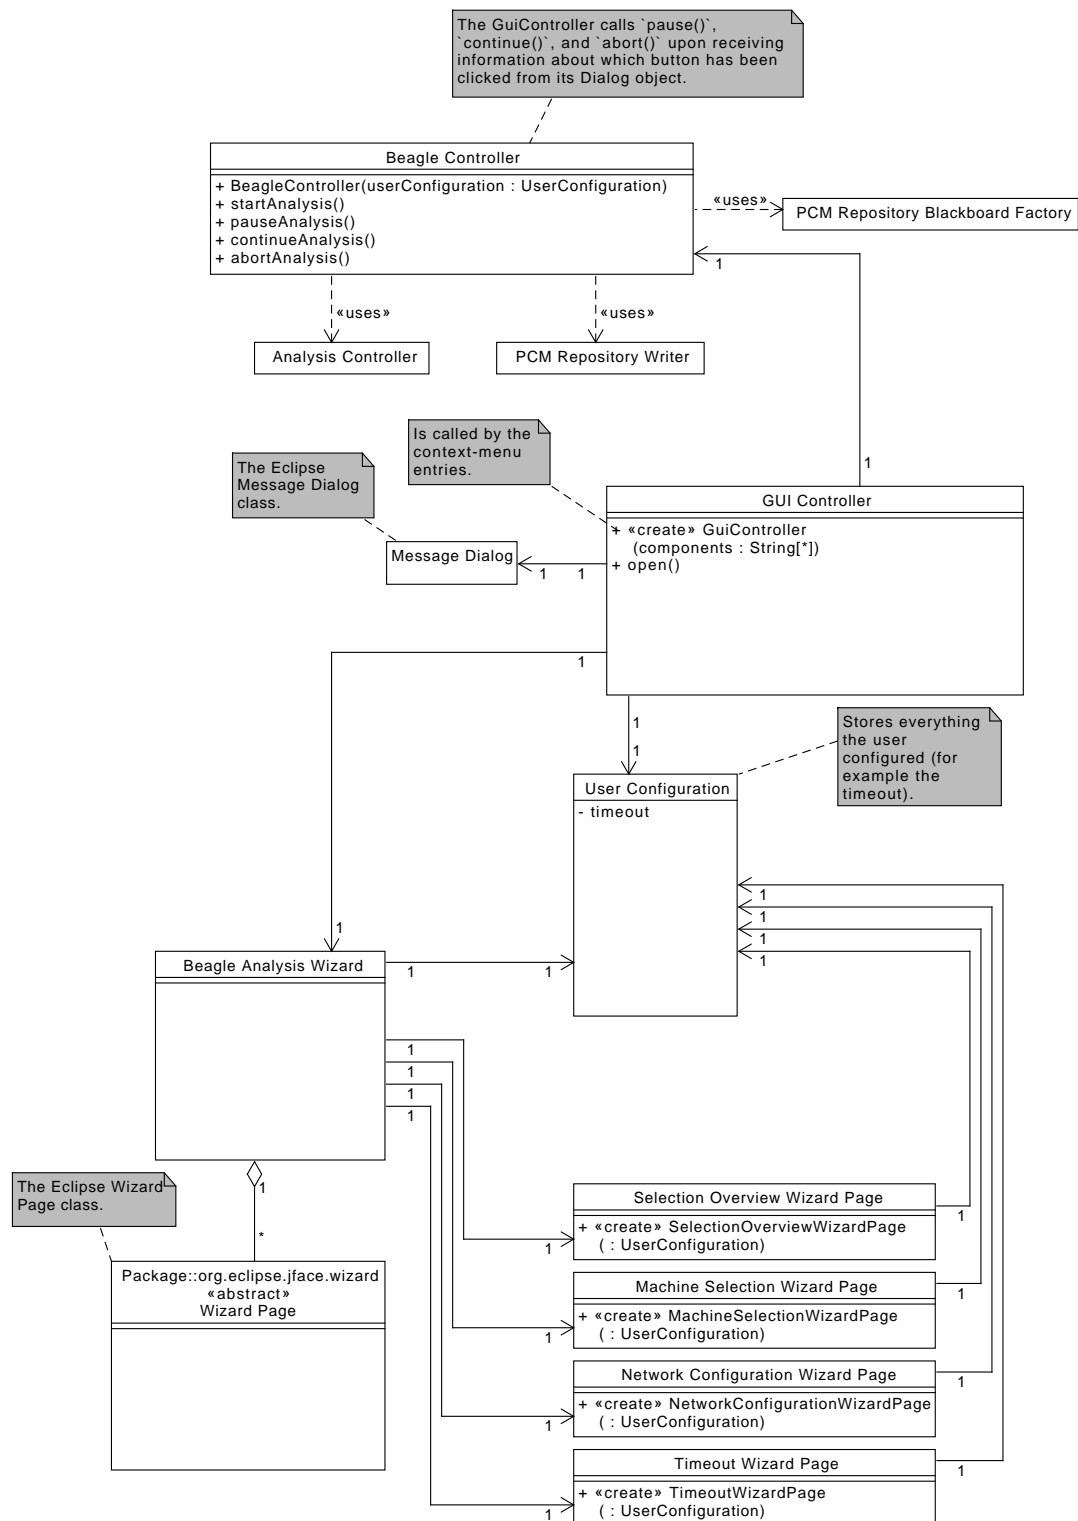 The GuiController calls `pause()`,
`continue()`, and `abort()` upon receiving
information about which button has been
clicked from its Dialog object.
Beagle Controller
+ BeagleController(userConfiguration : UserConfiguration)
+ startAnalysis()
+ pauseAnalysis()
+ continueAnalysis()
+ abortAnalysis()
«uses»
PCM Repository Blackboard Factory
1
«uses»
«uses»
Analysis Controller
PCM Repository Writer
1
Is called by the
context-menu
entries.
The Eclipse
Message Dialog
class.
GUI Controller
+ «create» GuiController
(components : String[*])
+ open()
Message Dialog
1
1
1
1
1
Stores everything
the user
configured (for
example the
timeout).
User Configuration
- timeout
1
1
1
1
1
Beagle Analysis Wizard
1
1
1
1
1
1
The Eclipse Wizard
Page class.
1
*
Package::org.eclipse.jface.wizard
«abstract»
Wizard Page
Selection Overview Wizard Page
+ «create» SelectionOverviewWizardPage
( : UserConfiguration)
1
1
Machine Selection Wizard Page
+ «create» MachineSelectionWizardPage
( : UserConfiguration)
1
1
Network Configuration Wizard Page
+ «create» NetworkConfigurationWizardPage
( : UserConfiguration)
1
1
Timeout Wizard Page
+ «create» TimeoutWizardPage
( : UserConfiguration)
1
1